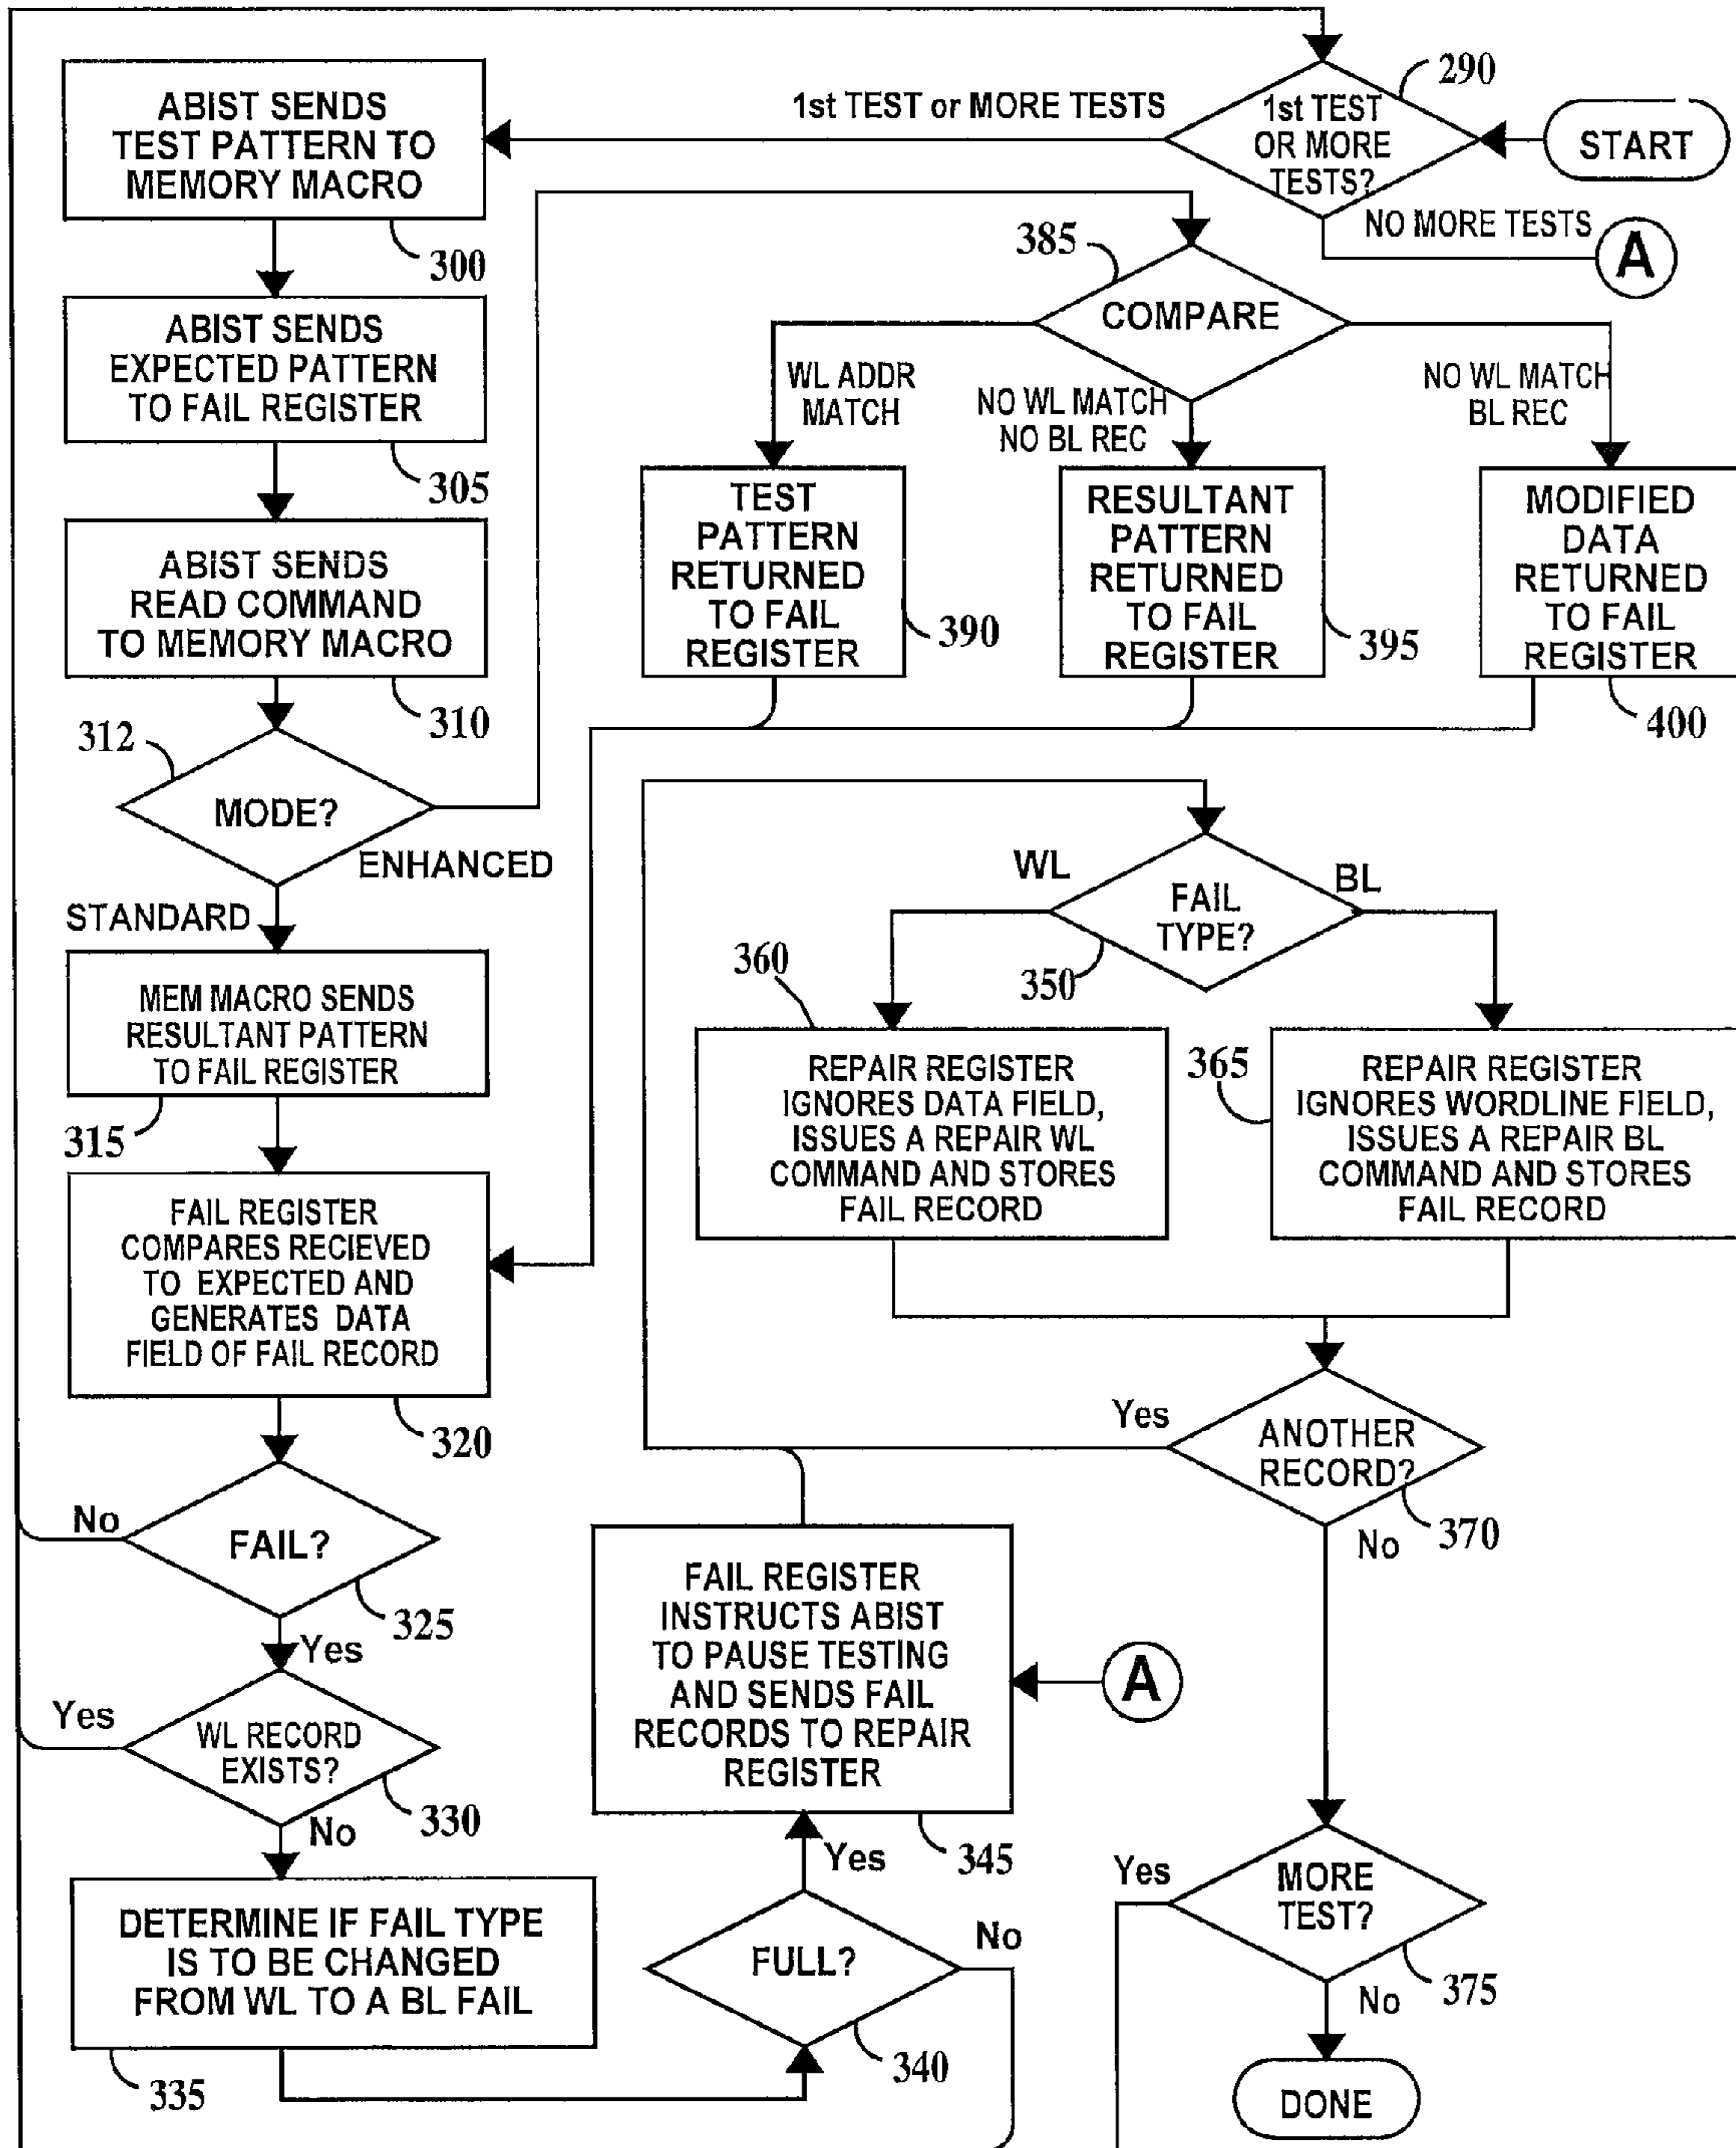 290
1st TEST
OR MORE
TESTS?
START
1st TEST or MORE TESTS
NO MORE TESTS
A
ABIST SENDS
TEST PATTERN TO
MEMORY MACRO
300
ABIST SENDS
EXPECTED PATTERN
TO FAIL REGISTER
305
ABIST SENDS
READ COMMAND
TO MEMORY MACRO
310
312
MODE?
ENHANCED
STANDARD
385
COMPARE
WL ADDR
MATCH
NO WL MATCH
NO BL REC
NO WL MATCH
BL REC
TEST
PATTERN
RETURNED
TO FAIL
REGISTER
390
RESULTANT
PATTERN
RETURNED
TO FAIL
REGISTER
395
MODIFIED
DATA
RETURNED
TO FAIL
REGISTER
400
MEM MACRO SENDS
RESULTANT PATTERN
TO FAIL REGISTER
315
FAIL REGISTER
COMPARES RECIEVED
TO EXPECTED AND
GENERATES DATA
FIELD OF FAIL RECORD
320
FAIL?
No
325
Yes
WL RECORD
EXISTS?
Yes
330
No
DETERMINE IF FAIL TYPE
IS TO BE CHANGED
FROM WL TO A BL FAIL
335
FULL?
No
340
Yes
FAIL REGISTER
INSTRUCTS ABIST
TO PAUSE TESTING
AND SENDS FAIL
RECORDS TO REPAIR
REGISTER
345
A
WL
BL
FAIL
TYPE?
350
360
REPAIR REGISTER
IGNORES DATA FIELD,
ISSUES A REPAIR WL
COMMAND AND STORES
FAIL RECORD
365
REPAIR REGISTER
IGNORES WORDLINE FIELD,
ISSUES A REPAIR BL
COMMAND AND STORES
FAIL RECORD
Yes
ANOTHER
RECORD?
370
No
Yes
MORE
TEST?
375
No
DONE